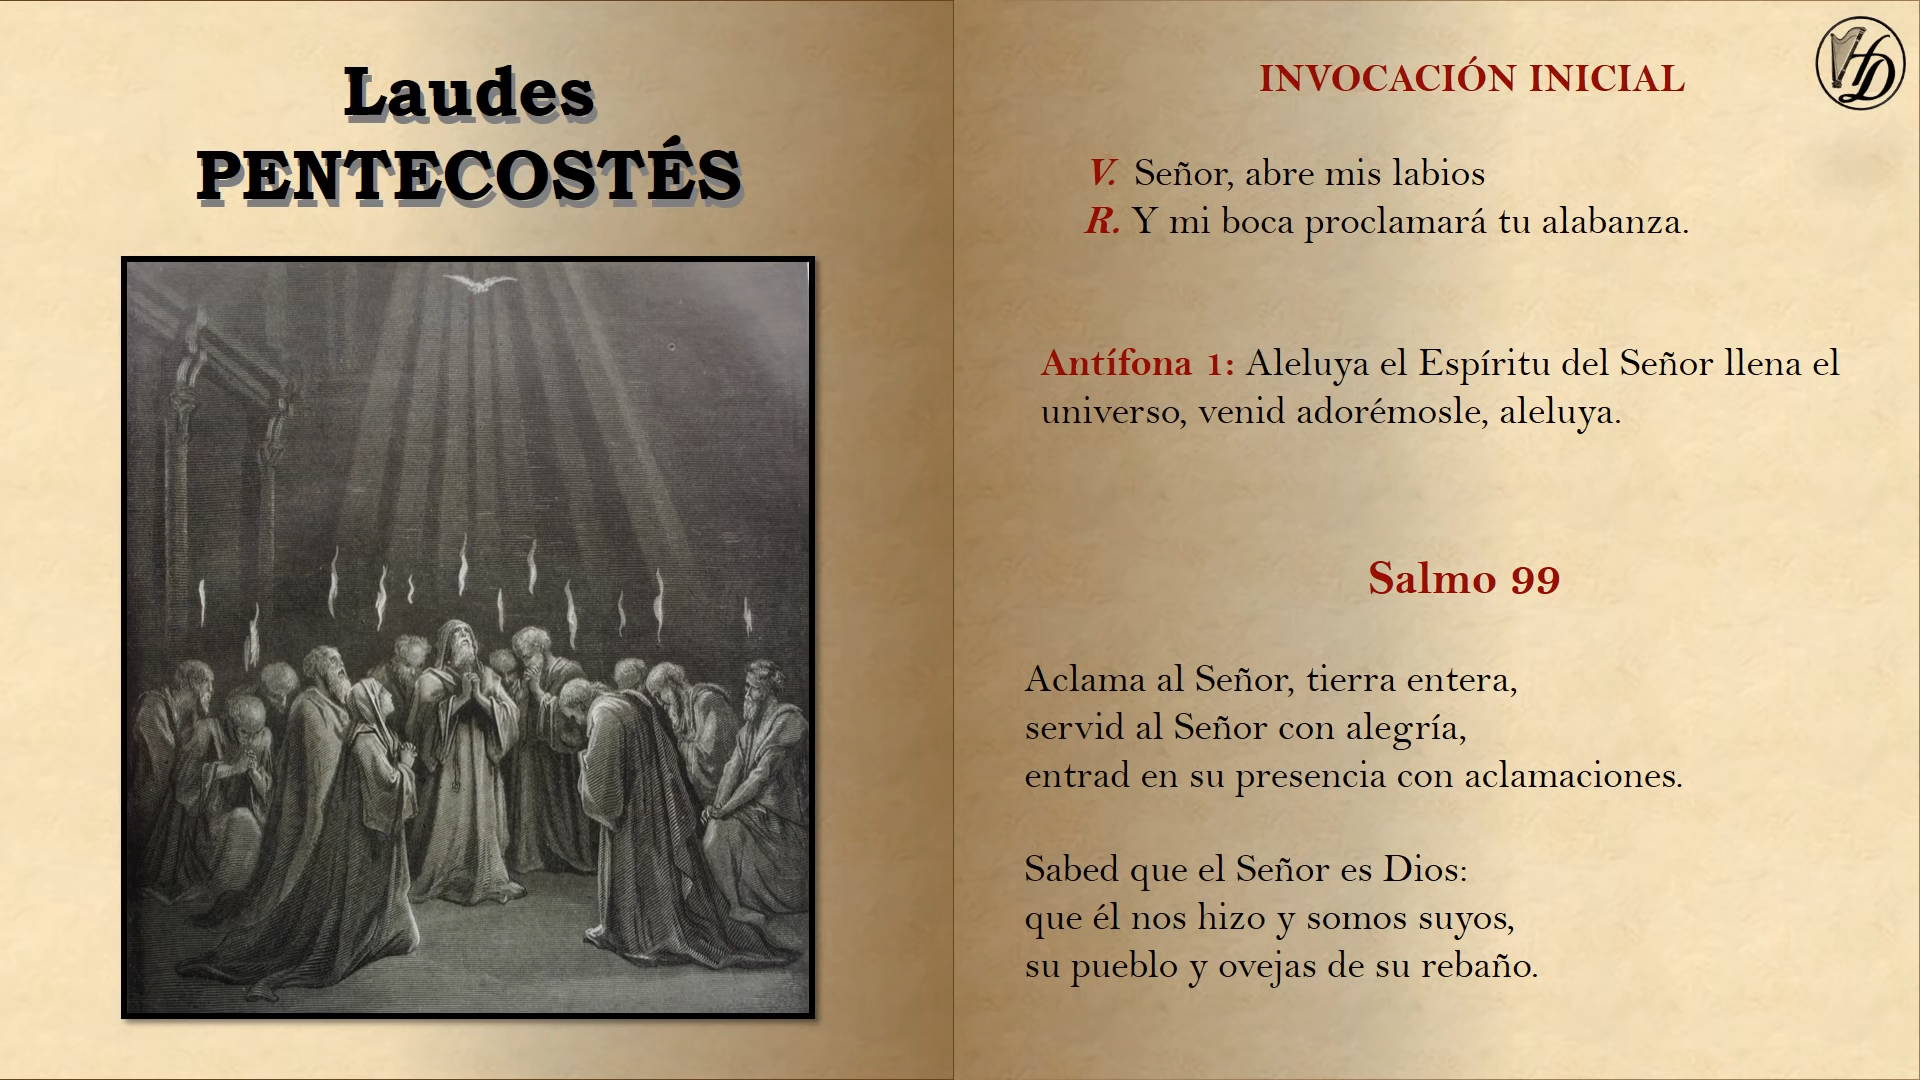 Laudes
PENTECOSTÉS
INVOCACIÓN INICIAL
HD
V. Señor, abre mis labios
R. Y mi boca proclamará tu alabanza.
Antífona 1: Aleluya el Espíritu del Señor llena el
universo, venid adorémosle, aleluya.
Salmo 99
Aclama al Señor, tierra entera,
servid al Señor con alegría,
entrad en su presencia con aclamaciones.
Sabed que el Señor es Dios:
que él nos hizo y somos suyos,
su pueblo y ovejas de su rebaño.